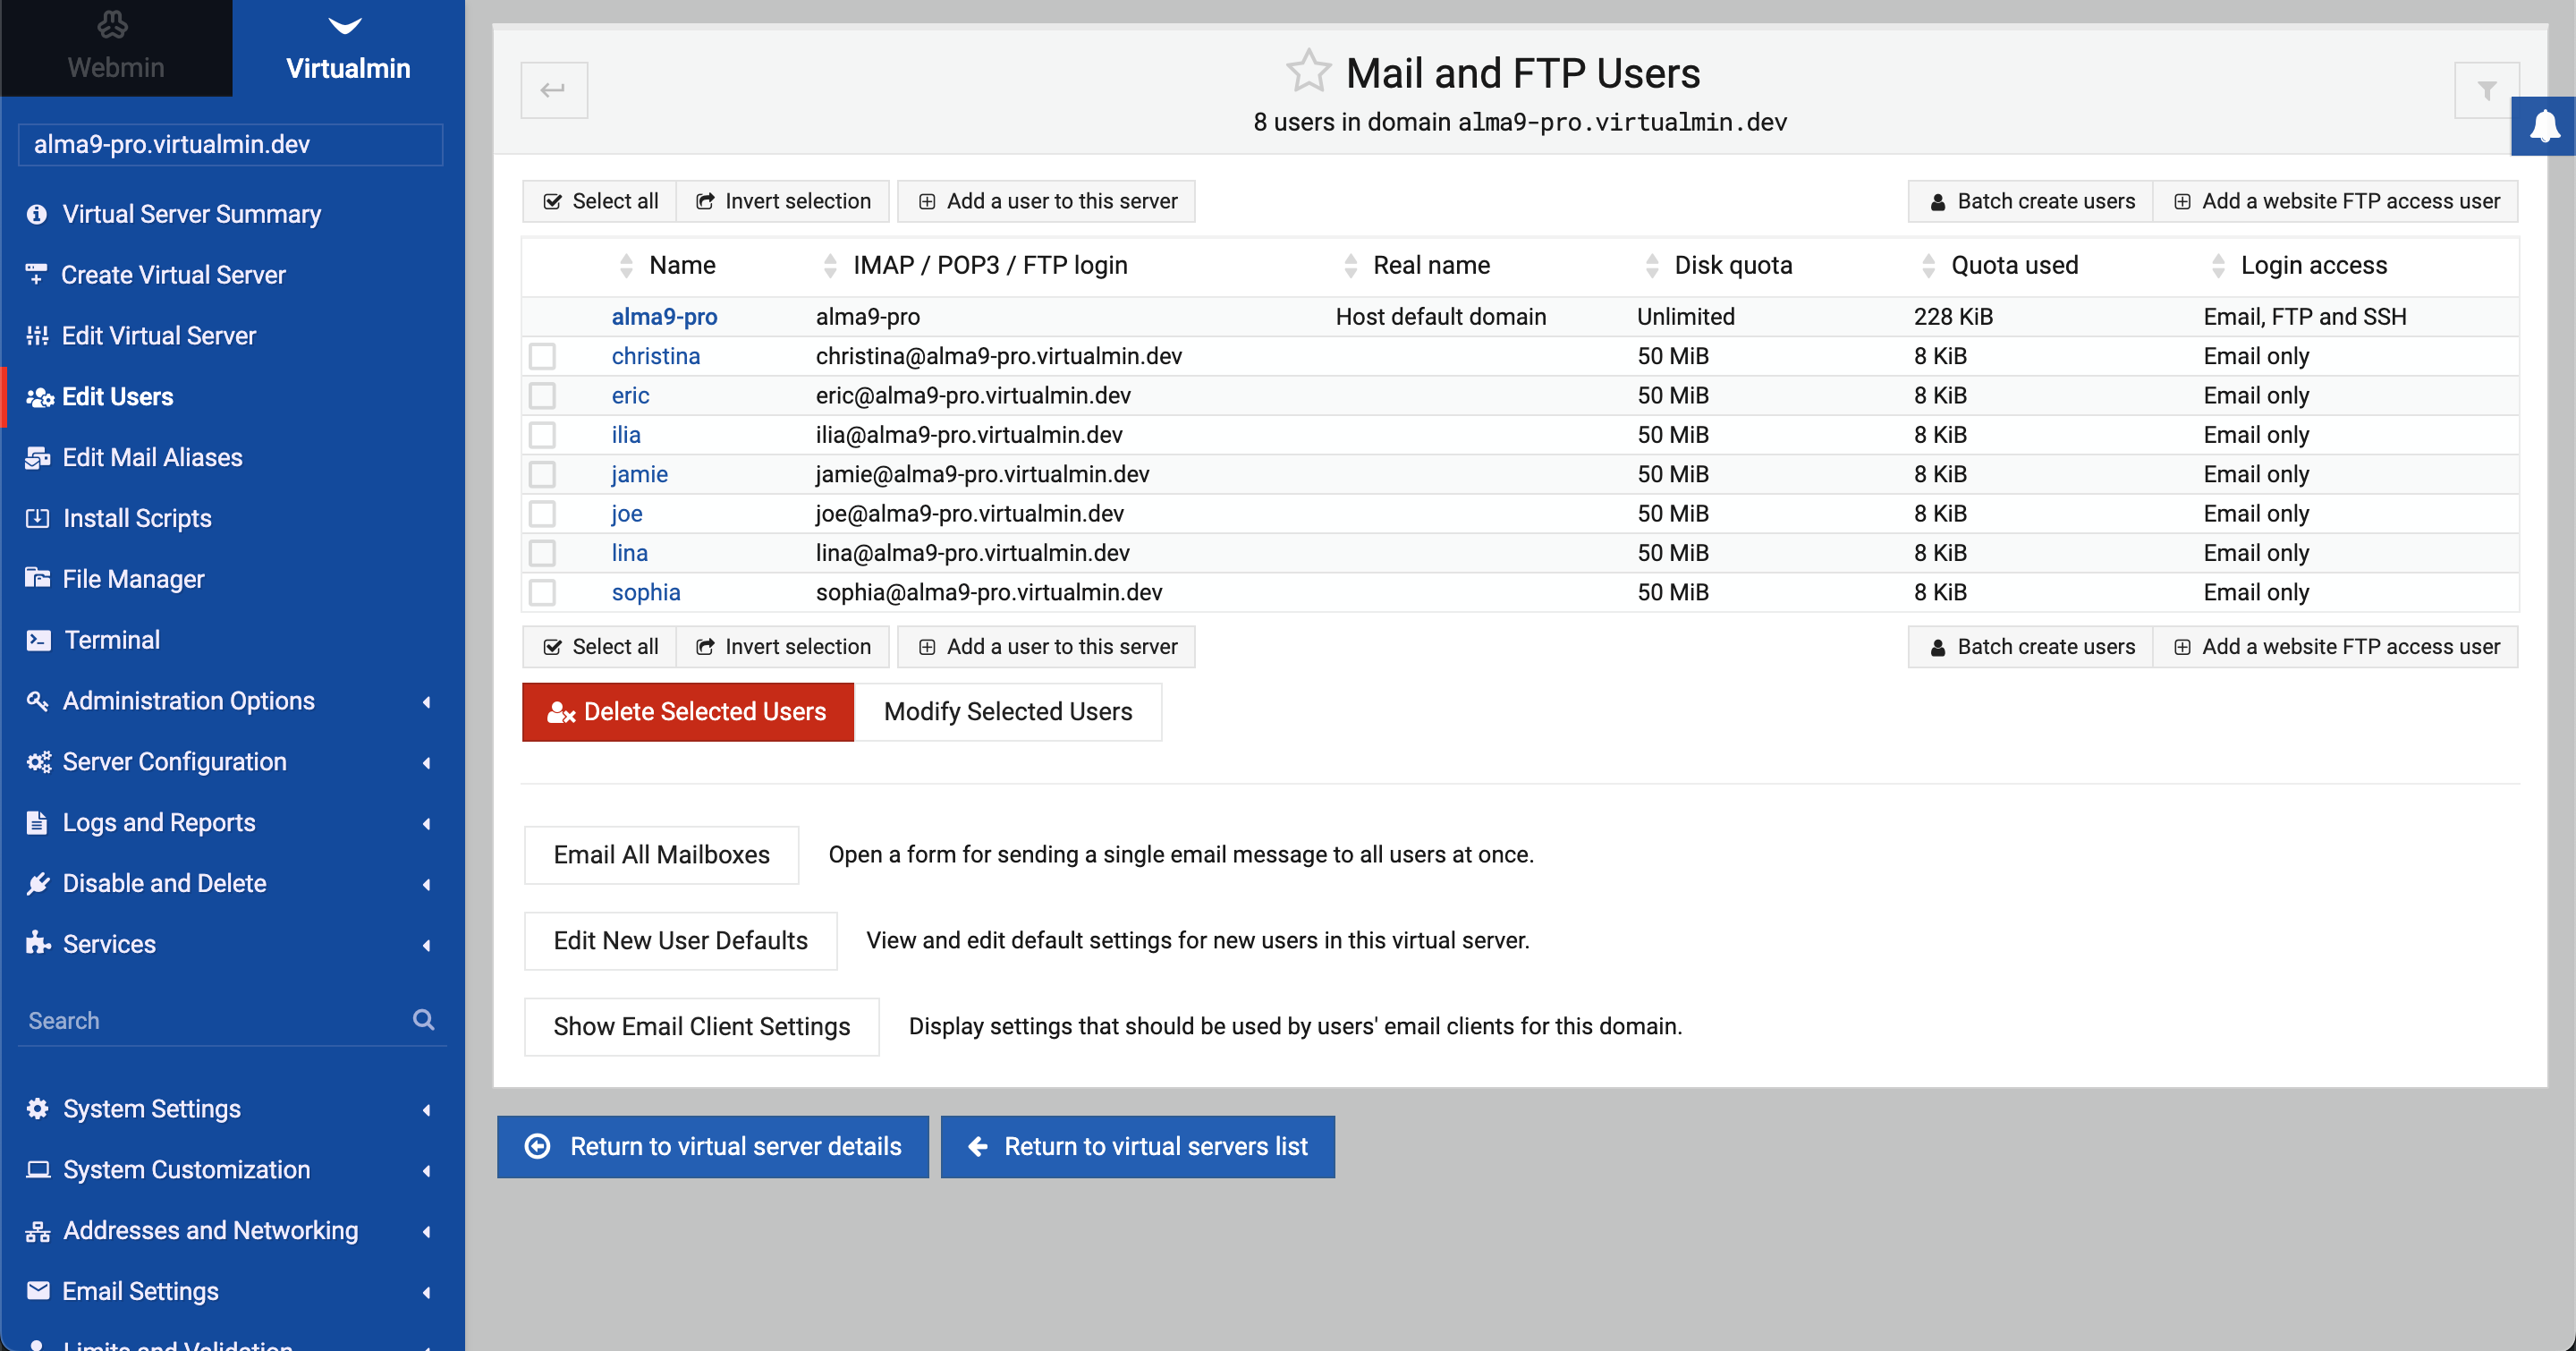 Webmin
Virtualmin
alma9-pro.virtualmin.dev
Virtual Server Summary
Create Virtual Server
Edit Virtual Server
Edit Users
Edit Mail Aliases
Install Scripts
File Manager
Terminal
Administration Options
Server Configuration
Logs and Reports
Disable and Delete
Services
Search
System Settings
System Customization
Addresses and Networking
Email Settings
Limits and Validation
Mail and FTP Users
8 users in domain alma9-pro.virtualmin.dev
Select all Invert selection Add a user to this server Batch create users Add a website FTP access user
Name IMAP / POP3 / FTP login Real name Disk quota Quota used Login access
alma9-pro alma9-pro Host default domain Unlimited 228 KiB Email, FTP and SSH
christina christina@alma9-pro.virtualmin.dev 50 MiB 8 KiB Email only
eric eric@alma9-pro.virtualmin.dev 50 MiB 8 KiB Email only
ilia ilia@alma9-pro.virtualmin.dev 50 MiB 8 KiB Email only
jamie jamie@alma9-pro.virtualmin.dev 50 MiB 8 KiB Email only
joe joe@alma9-pro.virtualmin.dev 50 MiB 8 KiB Email only
lina lina@alma9-pro.virtualmin.dev 50 MiB 8 KiB Email only
sophia sophia@alma9-pro.virtualmin.dev 50 MiB 8 KiB Email only
Select all Invert selection Add a user to this server Batch create users Add a website FTP access user
Delete Selected Users Modify Selected Users
Email All Mailboxes Open a form for sending a single email message to all users at once.
Edit New User Defaults View and edit default settings for new users in this virtual server.
Show Email Client Settings Display settings that should be used by users' email clients for this domain.
Return to virtual server details Return to virtual servers list